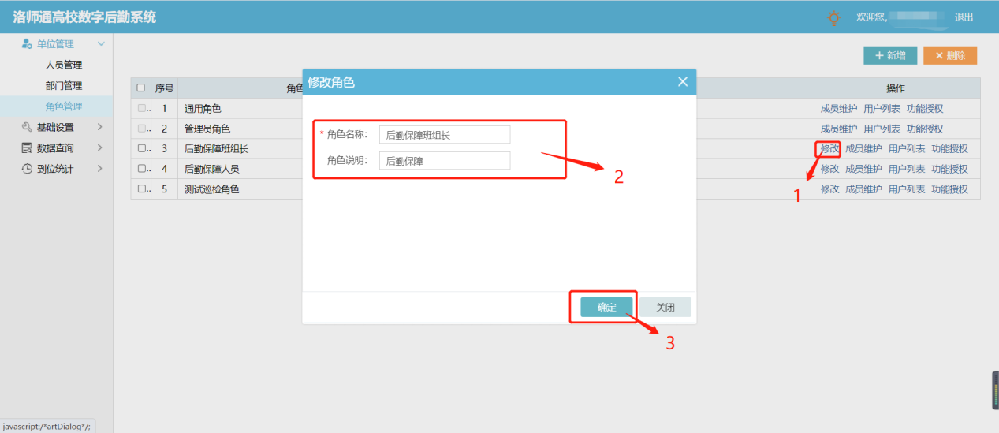 洛师通高校数字后勤系统
欢迎您, 退出
单位管理
人员管理
部门管理
角色管理
基础设置
数据查询
到位统计
+ 新增 × 删除
序号 角色 操作
1 通用角色 成员维护 用户列表 功能授权
2 管理员角色 成员维护 用户列表 功能授权
3 后勤保障班组长 修改 成员维护 用户列表 功能授权
4 后勤保障人员 修改 成员维护 用户列表 功能授权
5 测试巡检角色 修改 成员维护 用户列表 功能授权
修改角色
* 角色名称: 后勤保障班组长
角色说明: 后勤保障
确定 关闭
1
2
3
javascript:/*artDialog*/;